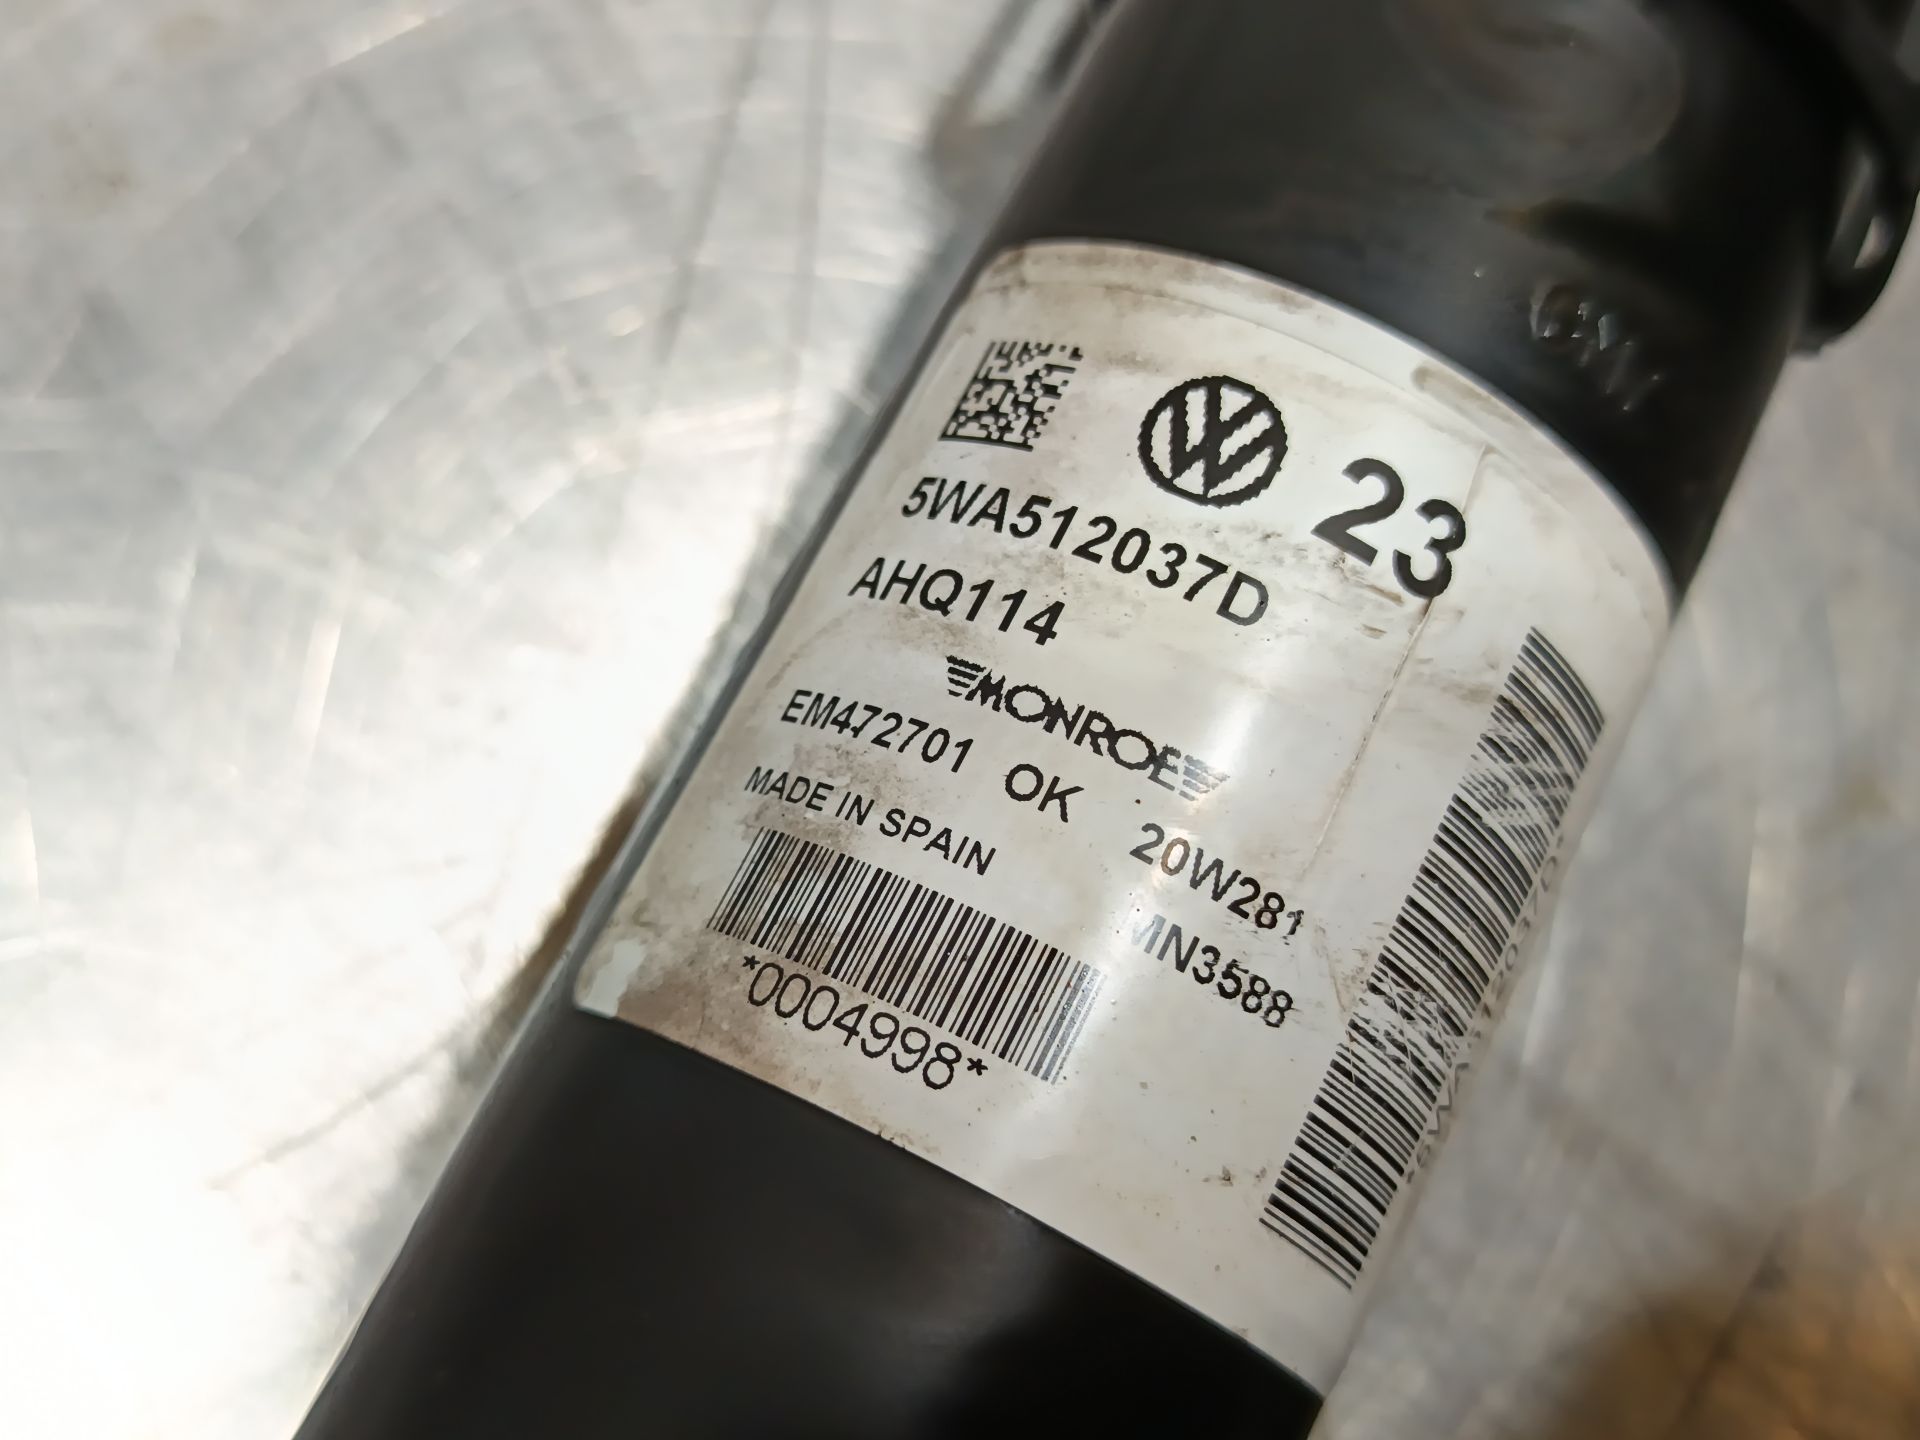 23
5WA512037D
AHQ114
MONROE
EM472701 OK 20W281
MADE IN SPAIN MN3588
*0004998*